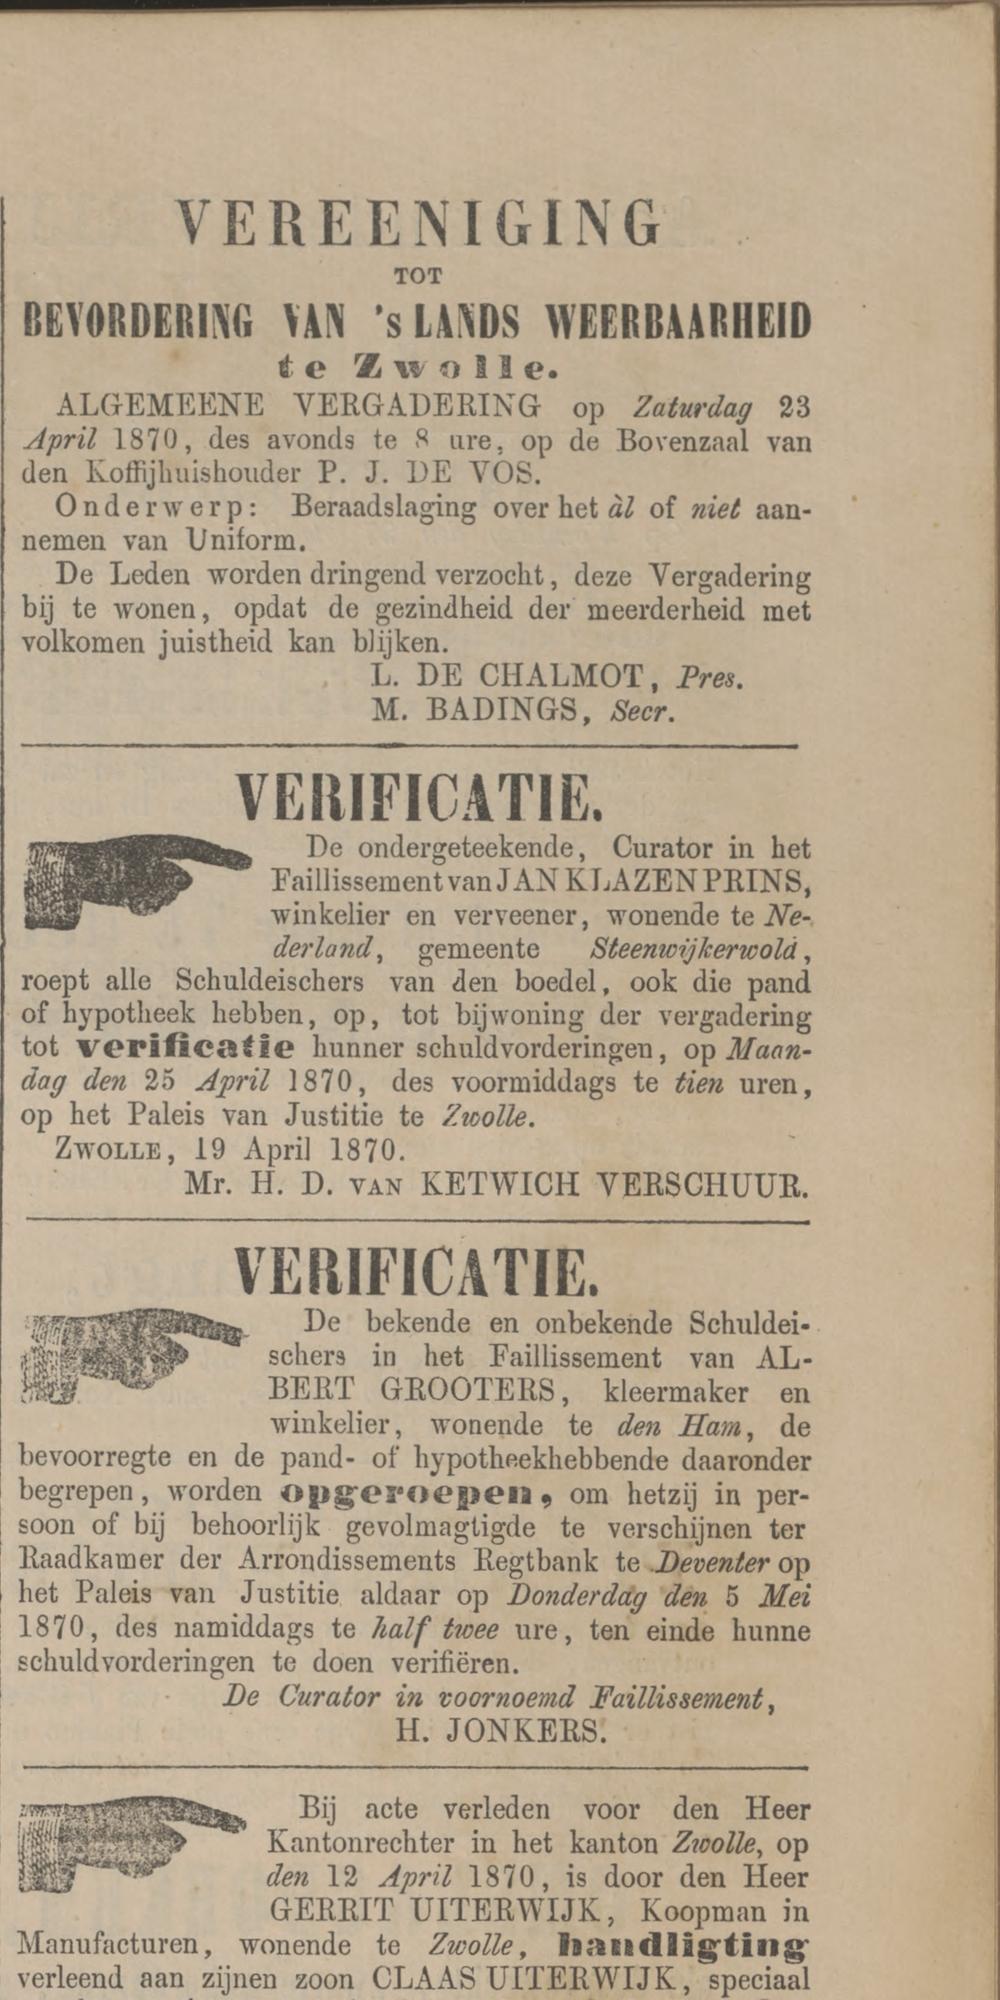 VEREENIGING
TOT
BEVORDERING VAN 's LANDS WEERBAARHEID
te Zwolle.
ALGEMEENE VERGADERING op Zaturdag 23
April 1870, des avonds te 8 ure, op de Bovenzaal van
den Koffijhuishouder P. J. DE VOS.
Onderwerp: Beraadslaging over het àl of niet aan-
nemen van Uniform.
De Leden worden dringend verzocht, deze Vergadering
bij te wonen, opdat de gezindheid der meerderheid met
volkomen juistheid kan blijken.
L. DE CHALMOT, Pres.
M. BADINGS, Secr.
VERIFICATIE.
De ondergeteekende, Curator in het
Faillissement van JAN KLAZEN PRINS,
winkelier en verveener, wonende te Ne-
derland, gemeente Steenwijkerwold,
roept alle Schuldeischers van den boedel, ook die pand
of hypotheek hebben, op, tot bijwoning der vergadering
tot verificatie hunner schuldvorderingen, op Maan-
dag den 25 April 1870, des voormiddags te tien uren,
op het Paleis van Justitie te Zwolle.
ZWOLLE, 19 April 1870.
Mr. H. D. VAN KETWICH VERSCHUUR.
VERIFICATIE.
De bekende en onbekende Schuldei-
schers in het Faillissement van AL-
BERT GROOTERS, kleermaker en
winkelier, wonende te den Ham, de
bevoorregte en de pand- of hypotheekhebbende daaronder
begrepen, worden opgeroepen, om hetzij in per-
soon of bij behoorlijk gevolmagtigde te verschijnen ter
Raadkamer der Arrondissements Regtbank te Deventer op
het Paleis van Justitie aldaar op Donderdag den 5 Mei
1870, des namiddags te half twee ure, ten einde hunne
schuldvorderingen te doen verifiëren.
De Curator in voornoemd Faillissement,
H. JONKERS.
Bij acte verleden voor den Heer
Kantonrechter in het kanton Zwolle, op
den 12 April 1870, is door den Heer
GERRIT UITERWIJK, Koopman in
Manufacturen, wonende te Zwolle, handligting
verleend aan zijnen zoon CLAAS UITERWIJK, speciaal